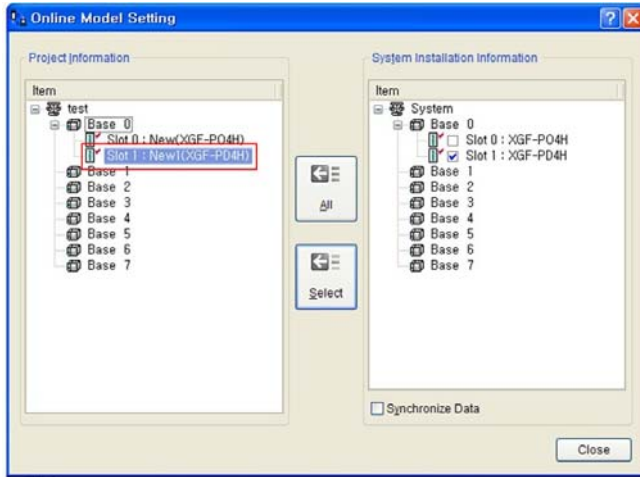 Online Model Setting
Project Information
Item
test
Base 0
Slot 0 : New(XGF-PO4H)
Slot 1 : New1(XGF-PD4H)
Base 1
Base 2
Base 3
Base 4
Base 5
Base 6
Base 7
All
Select
System Installation Information
Item
System
Base 0
Slot 0 : XGF-PO4H
Slot 1 : XGF-PD4H
Base 1
Base 2
Base 3
Base 4
Base 5
Base 6
Base 7
Synchronize Data
Close